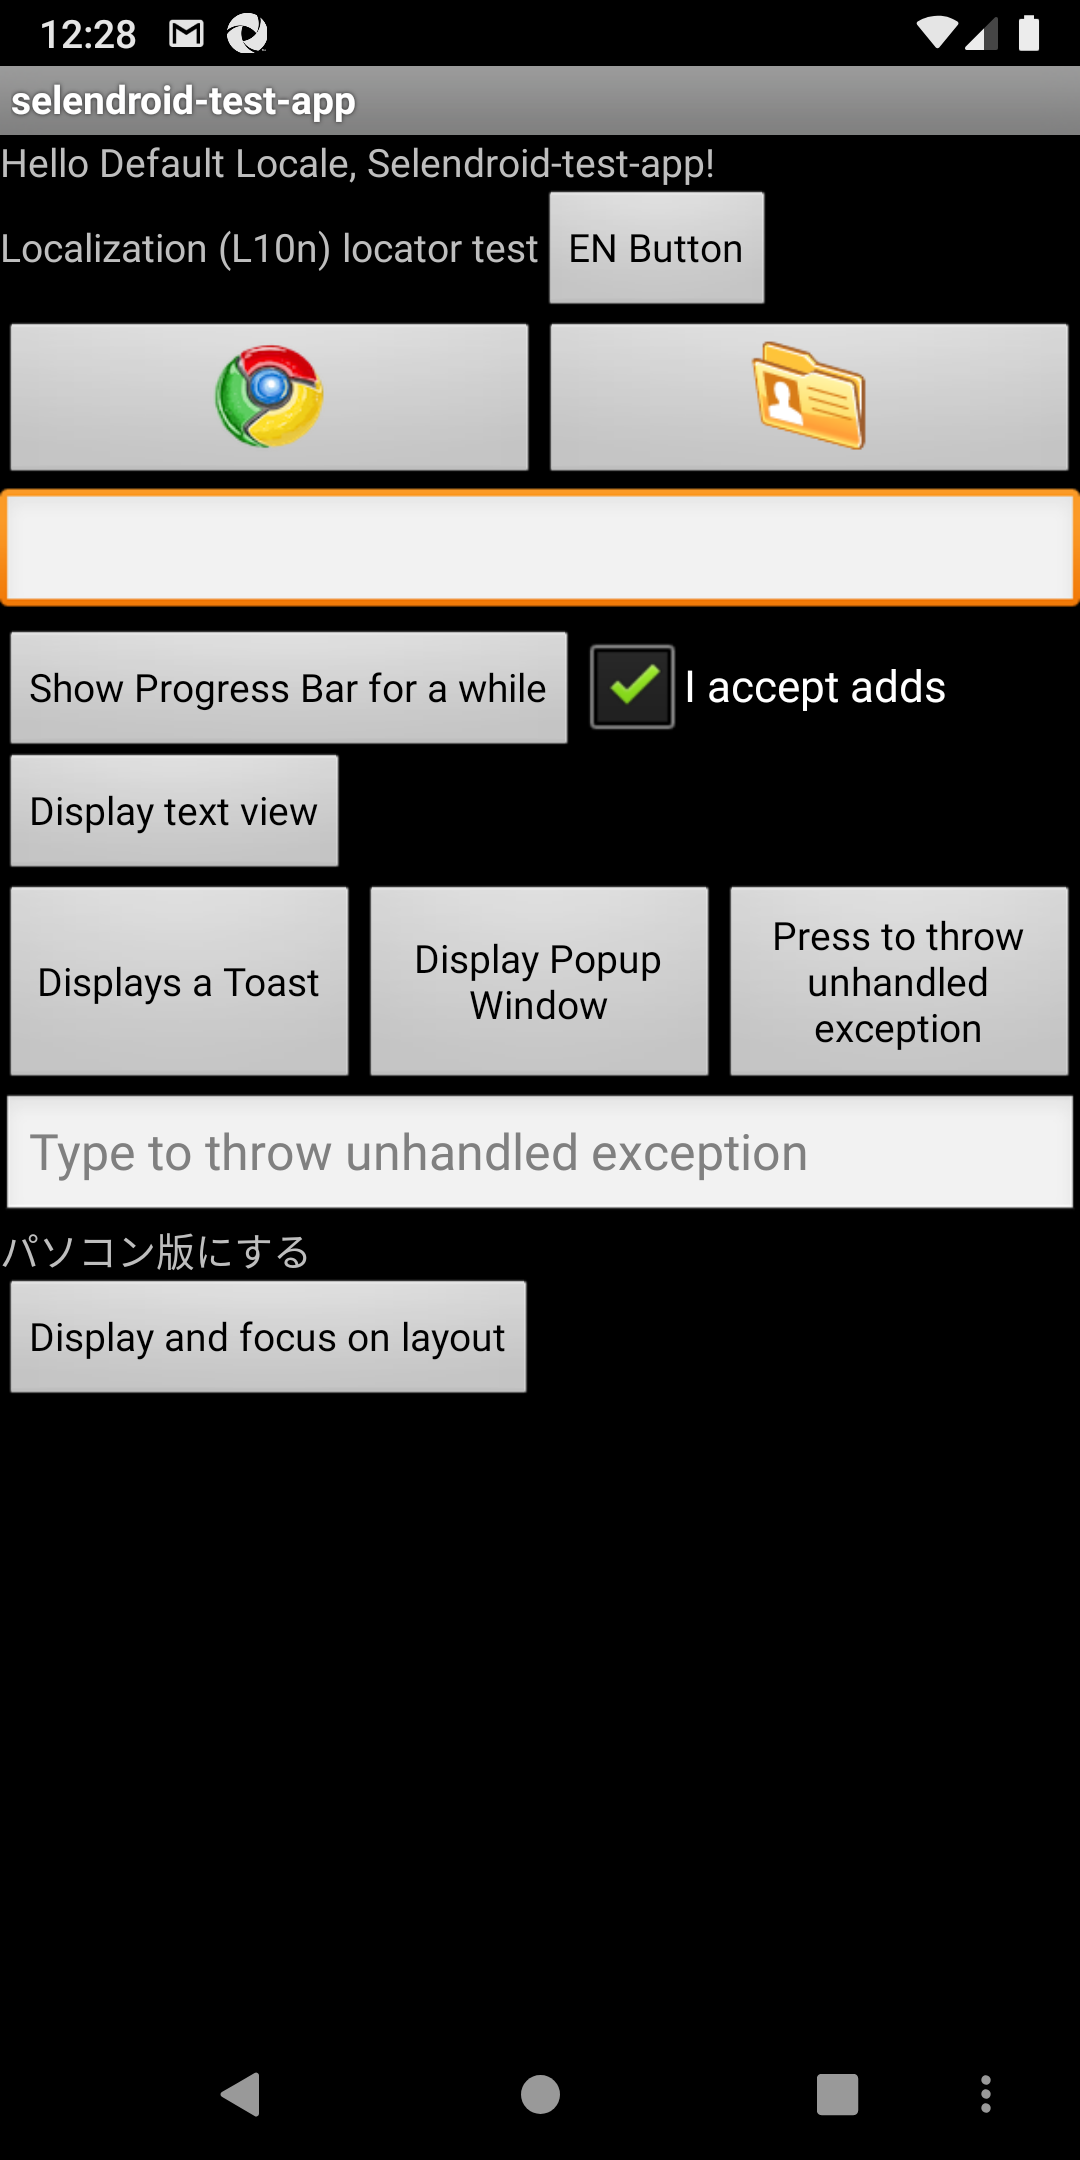 12:28
selendroid-test-app
Hello Default Locale, Selendroid-test-app!
Localization (L10n) locator test
EN Button
Show Progress Bar for a while
I accept adds
Display text view
Displays a Toast
Display Popup
Window
Press to throw
unhandled
exception
Type to throw unhandled exception
パソコン版にする
Display and focus on layout